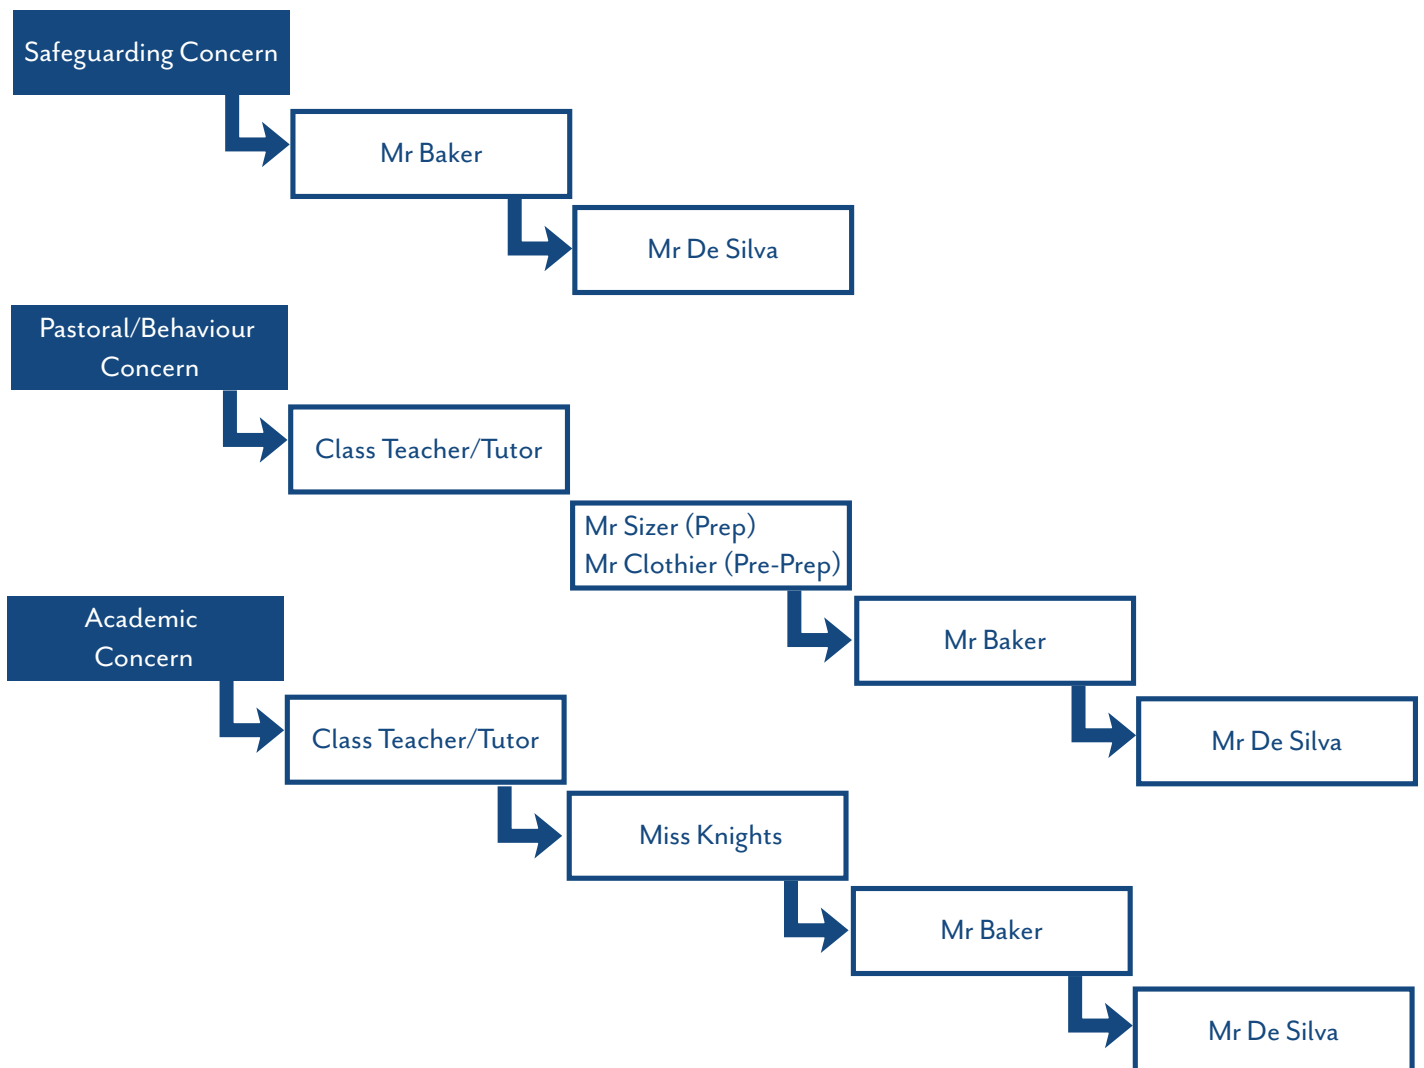 Safeguarding Concern
Mr Baker
Mr De Silva
Pastoral/Behaviour
Concern
Class Teacher/Tutor
Mr Sizer (Prep)
Mr Clothier (Pre-Prep)
Mr Baker
Mr De Silva
Academic
Concern
Class Teacher/Tutor
Miss Knights
Mr Baker
Mr De Silva